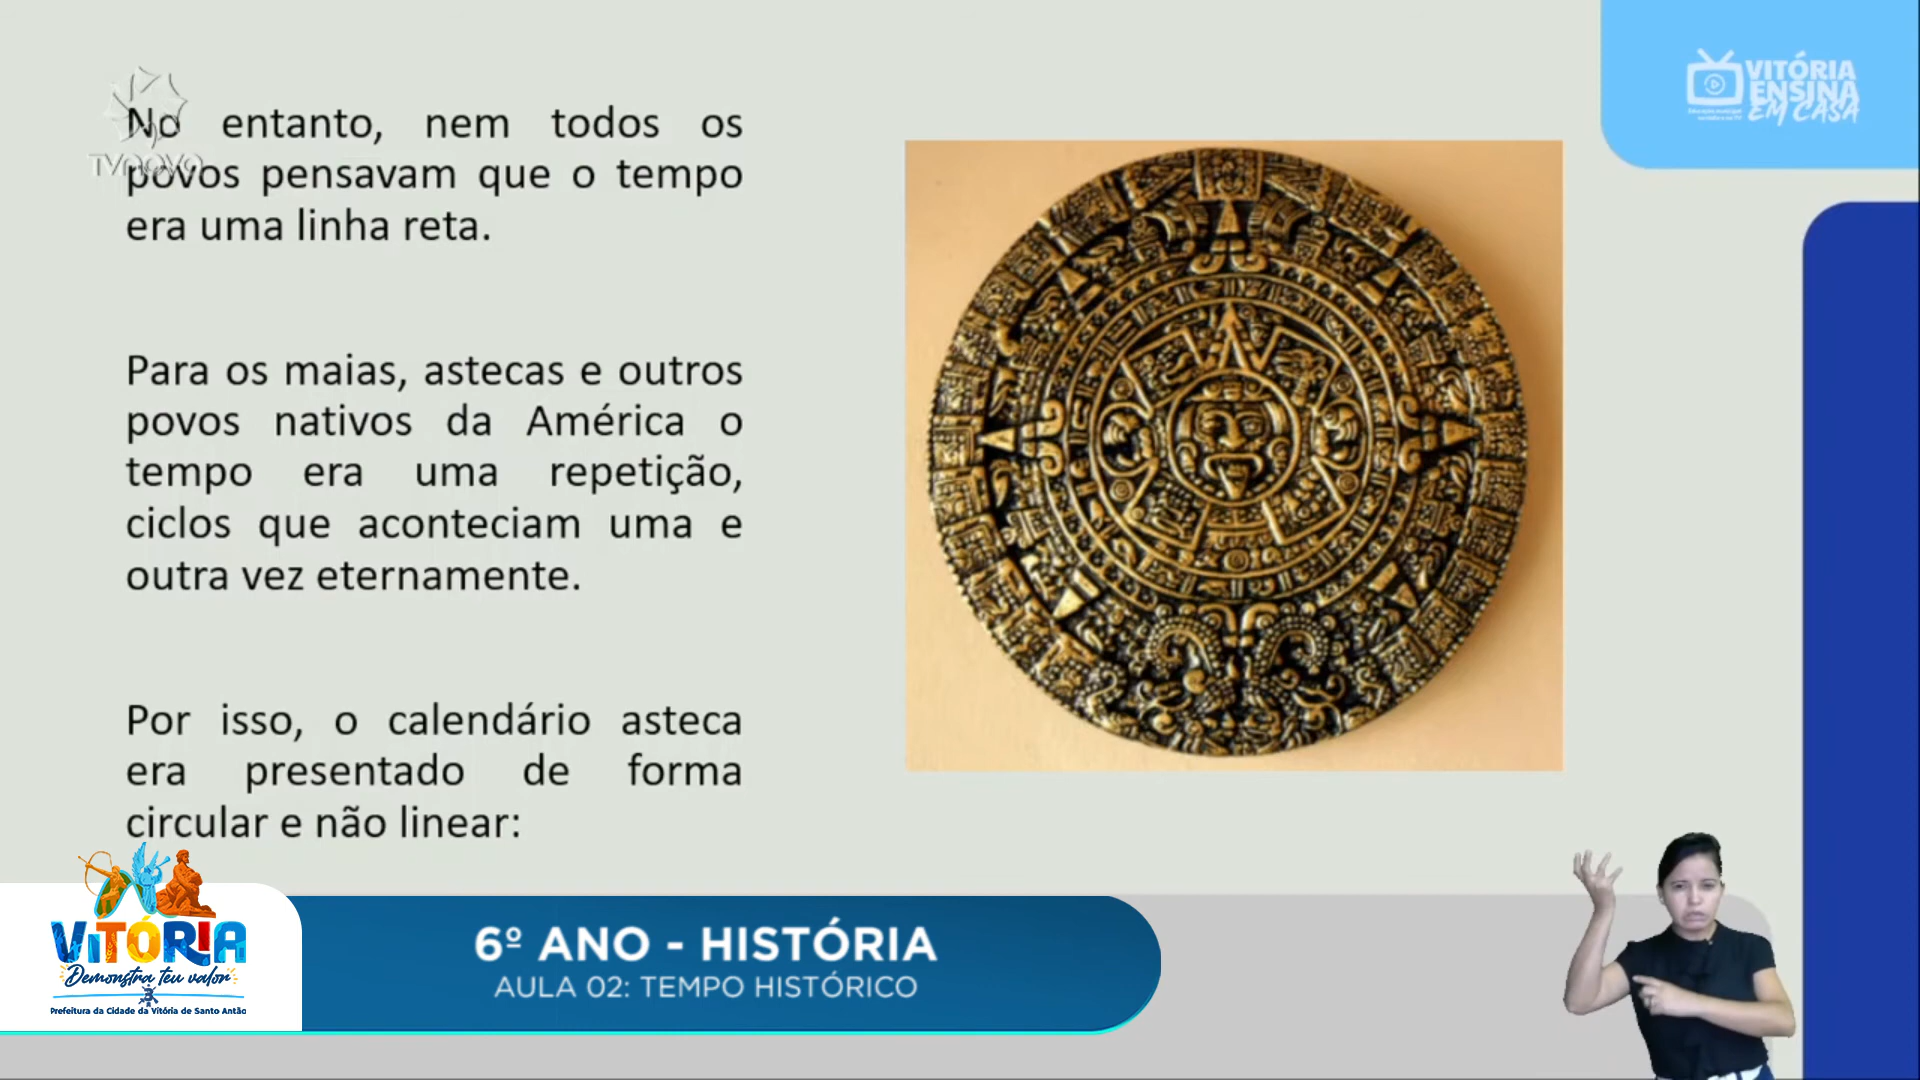 No entanto, nem todos os
povos pensavam que o tempo
era uma linha reta.
Para os maias, astecas e outros
povos nativos da América o
tempo era uma repetição,
ciclos que aconteciam uma e
outra vez eternamente.
Por isso, o calendário asteca
era presentado de forma
circular e não linear:
TV NOVO
VITÓRIA
ENSINA
EM CASA
VITÓRIA
Demonstra teu valor
Prefeitura da Cidade da Vitória de Santo Antão
6º ANO - HISTÓRIA
AULA 02: TEMPO HISTÓRICO